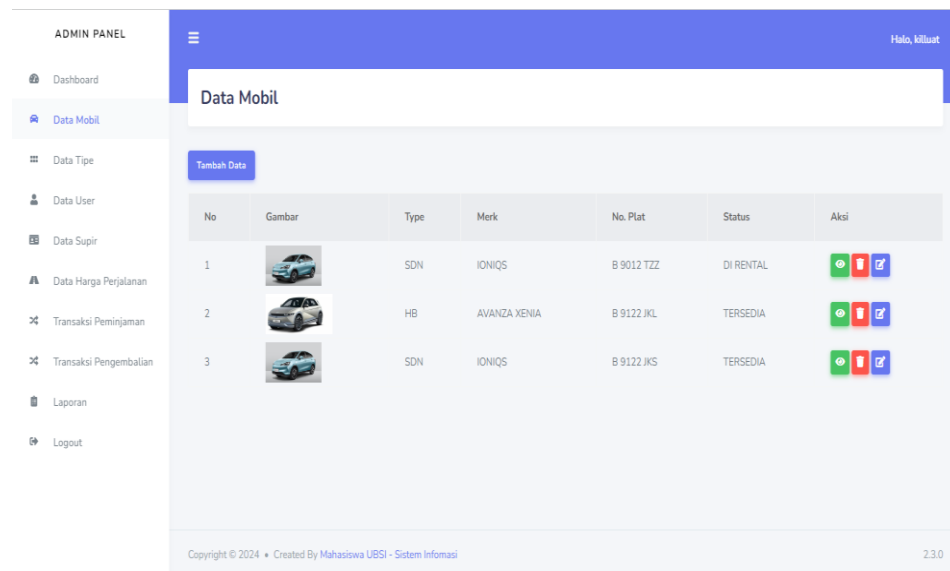 ADMIN PANEL
Halo, killuat
Dashboard
Data Mobil
Data Tipe
Data User
Data Supir
Data Harga Perjalanan
Transaksi Peminjaman
Transaksi Pengembalian
Laporan
Logout
Data Mobil
Tambah Data
No Gambar Type Merk No. Plat Status Aksi
1 SDN IONIQS B 9012 TZZ DI RENTAL
2 HB AVANZA XENIA B 9122 JKL TERSEDIA
3 SDN IONIQS B 9122 JKS TERSEDIA
Copyright © 2024 • Created By Mahasiswa UBSI - Sistem Infomasi 2.3.0